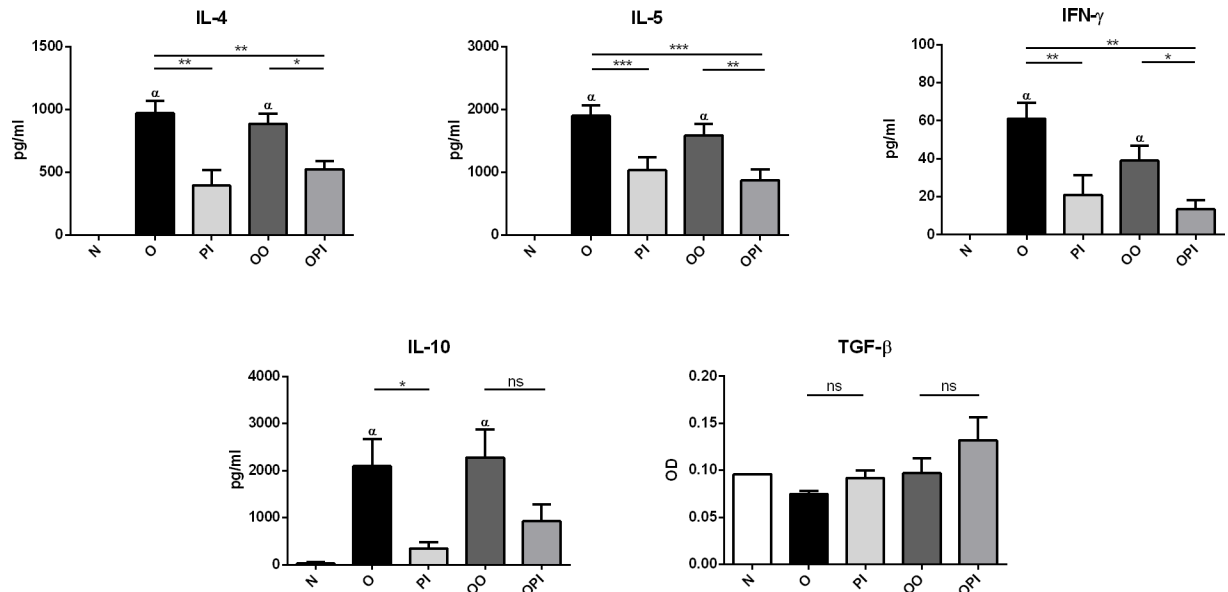 IL-4
1500
1000
500
0
pg/ml
**
**
*
α
α
N O PI OO OPI
IL-5
3000
2000
1000
0
pg/ml
***
***
**
α
α
N O PI OO OPI
IFN-γ
100
80
60
40
20
0
pg/ml
**
**
*
α
α
N O PI OO OPI
IL-10
4000
3000
2000
1000
0
pg/ml
*
ns
α
α
N O PI OO OPI
TGF-β
0.20
0.15
0.10
0.05
0.00
OD
ns
ns
N O PI OO OPI